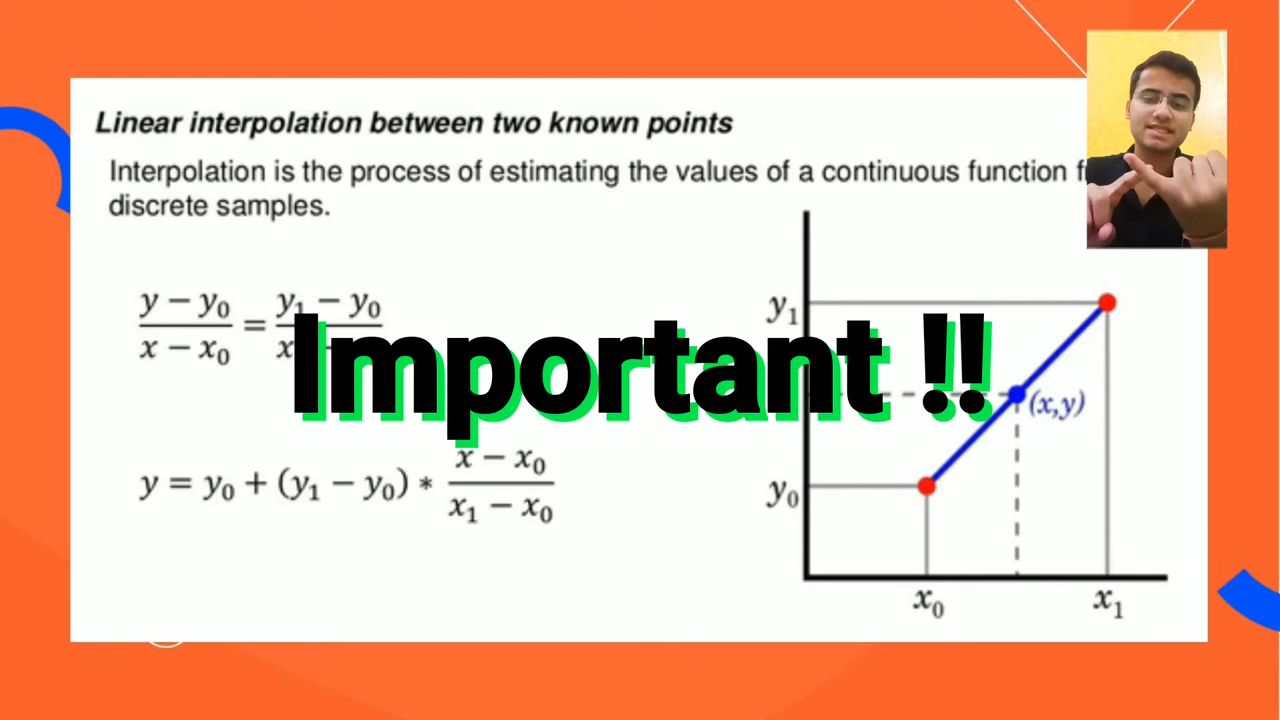 Linear interpolation between two known points
Interpolation is the process of estimating the values of a continuous function
discrete samples.
y − y₀ / x − x₀ = y₁ − y₀ / x
Important !!
y = y₀ + (y₁ − y₀) * x − x₀ / x₁ − x₀
y₁
(x,y)
y₀
x₀ x₁